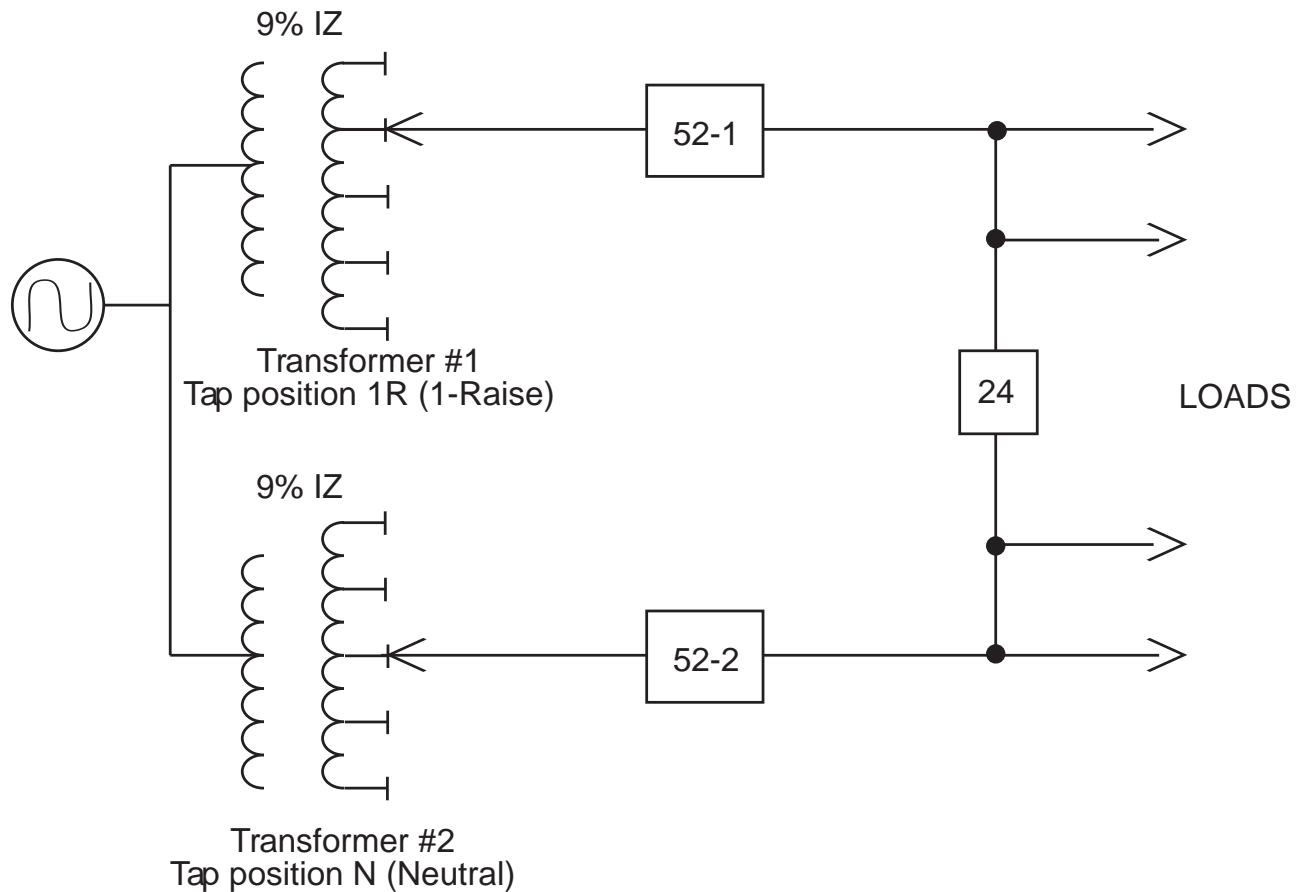 9% IZ
52-1
Transformer #1
Tap position 1R (1-Raise)
24
LOADS
9% IZ
52-2
Transformer #2
Tap position N (Neutral)